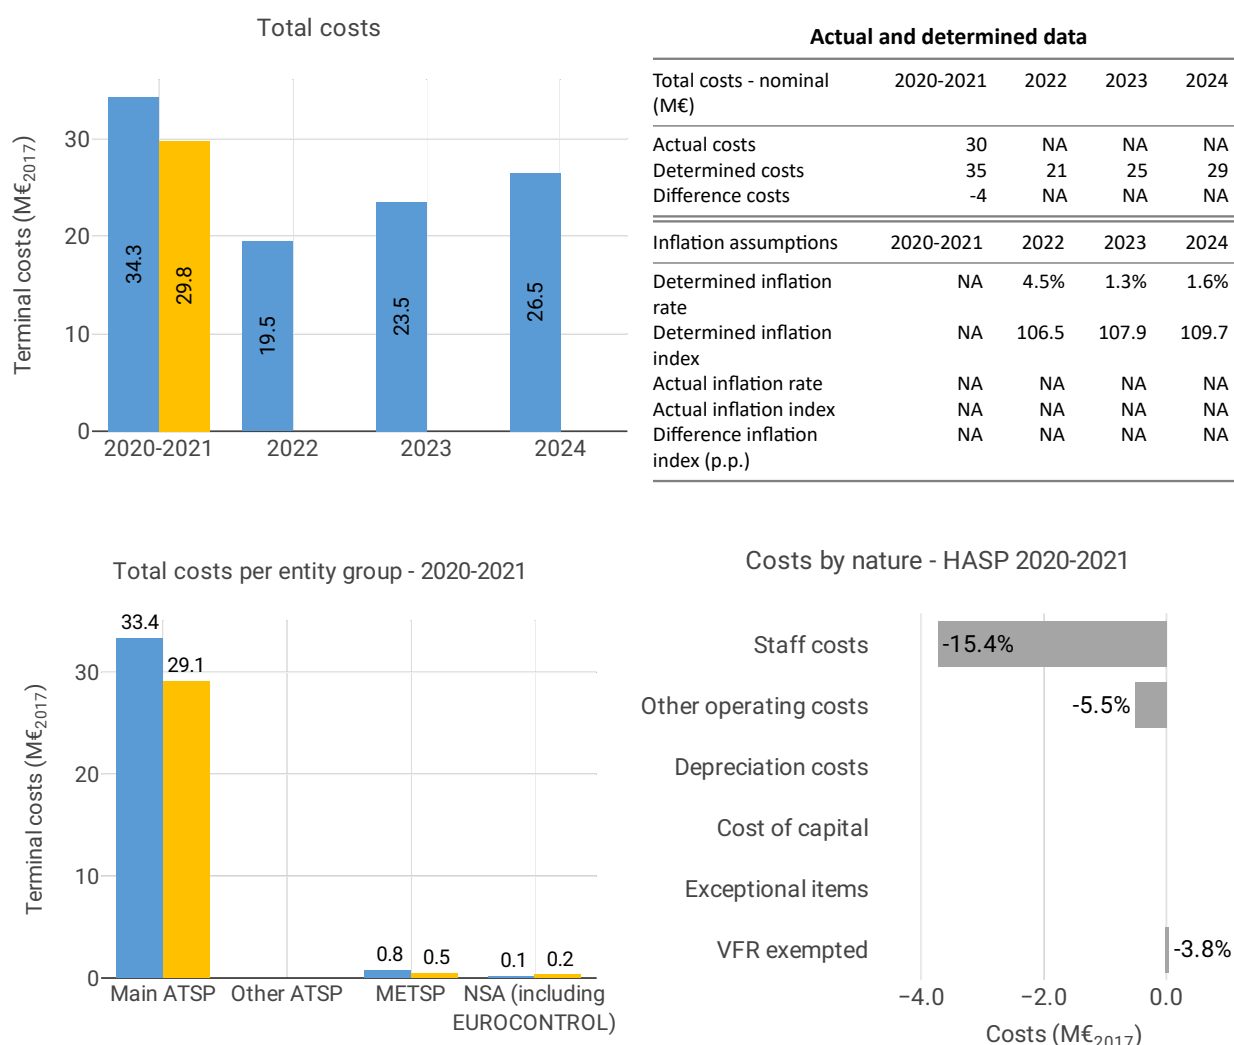 Total costs
Terminal costs (M€2017)
30
20
10
0
34.3
29.8
19.5
23.5
26.5
2020-2021
2022
2023
2024
Actual and determined data
Total costs - nominal 2020-2021 2022 2023 2024
(M€)
Actual costs 30 NA NA NA
Determined costs 35 21 25 29
Difference costs -4 NA NA NA
Inflation assumptions 2020-2021 2022 2023 2024
Determined inflation NA 4.5% 1.3% 1.6%
rate
Determined inflation NA 106.5 107.9 109.7
index
Actual inflation rate NA NA NA NA
Actual inflation index NA NA NA NA
Difference inflation NA NA NA NA
index (p.p.)
Total costs per entity group - 2020-2021
Terminal costs (M€2017)
30
20
10
0
33.4
29.1
0.8
0.5
0.1
0.2
Main ATSP
Other ATSP
METSP
NSA (including
EUROCONTROL)
Costs by nature - HASP 2020-2021
Staff costs
-15.4%
Other operating costs
-5.5%
Depreciation costs
Cost of capital
Exceptional items
VFR exempted
-3.8%
−4.0
−2.0
0.0
Costs (M€2017)